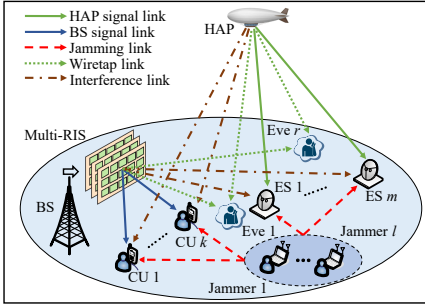 HAP signal link
BS signal link
Jamming link
Wiretap link
Interference link
HAP
Multi-RIS
Eve r
BS
ES 1
ES m
CU k
Eve 1
CU 1
Jammer l
Jammer 1